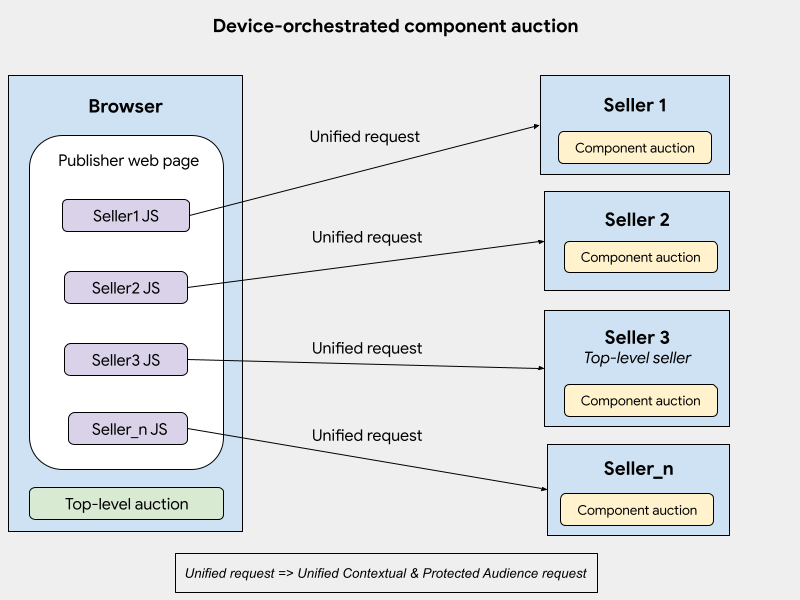 Device-orchestrated component auction
Browser
Publisher web page
Seller1 JS
Seller2 JS
Seller3 JS
Seller_n JS
Top-level auction
Unified request
Unified request
Unified request
Unified request
Seller 1
Component auction
Seller 2
Component auction
Seller 3
Top-level seller
Component auction
Seller_n
Component auction
Unified request => Unified Contextual & Protected Audience request